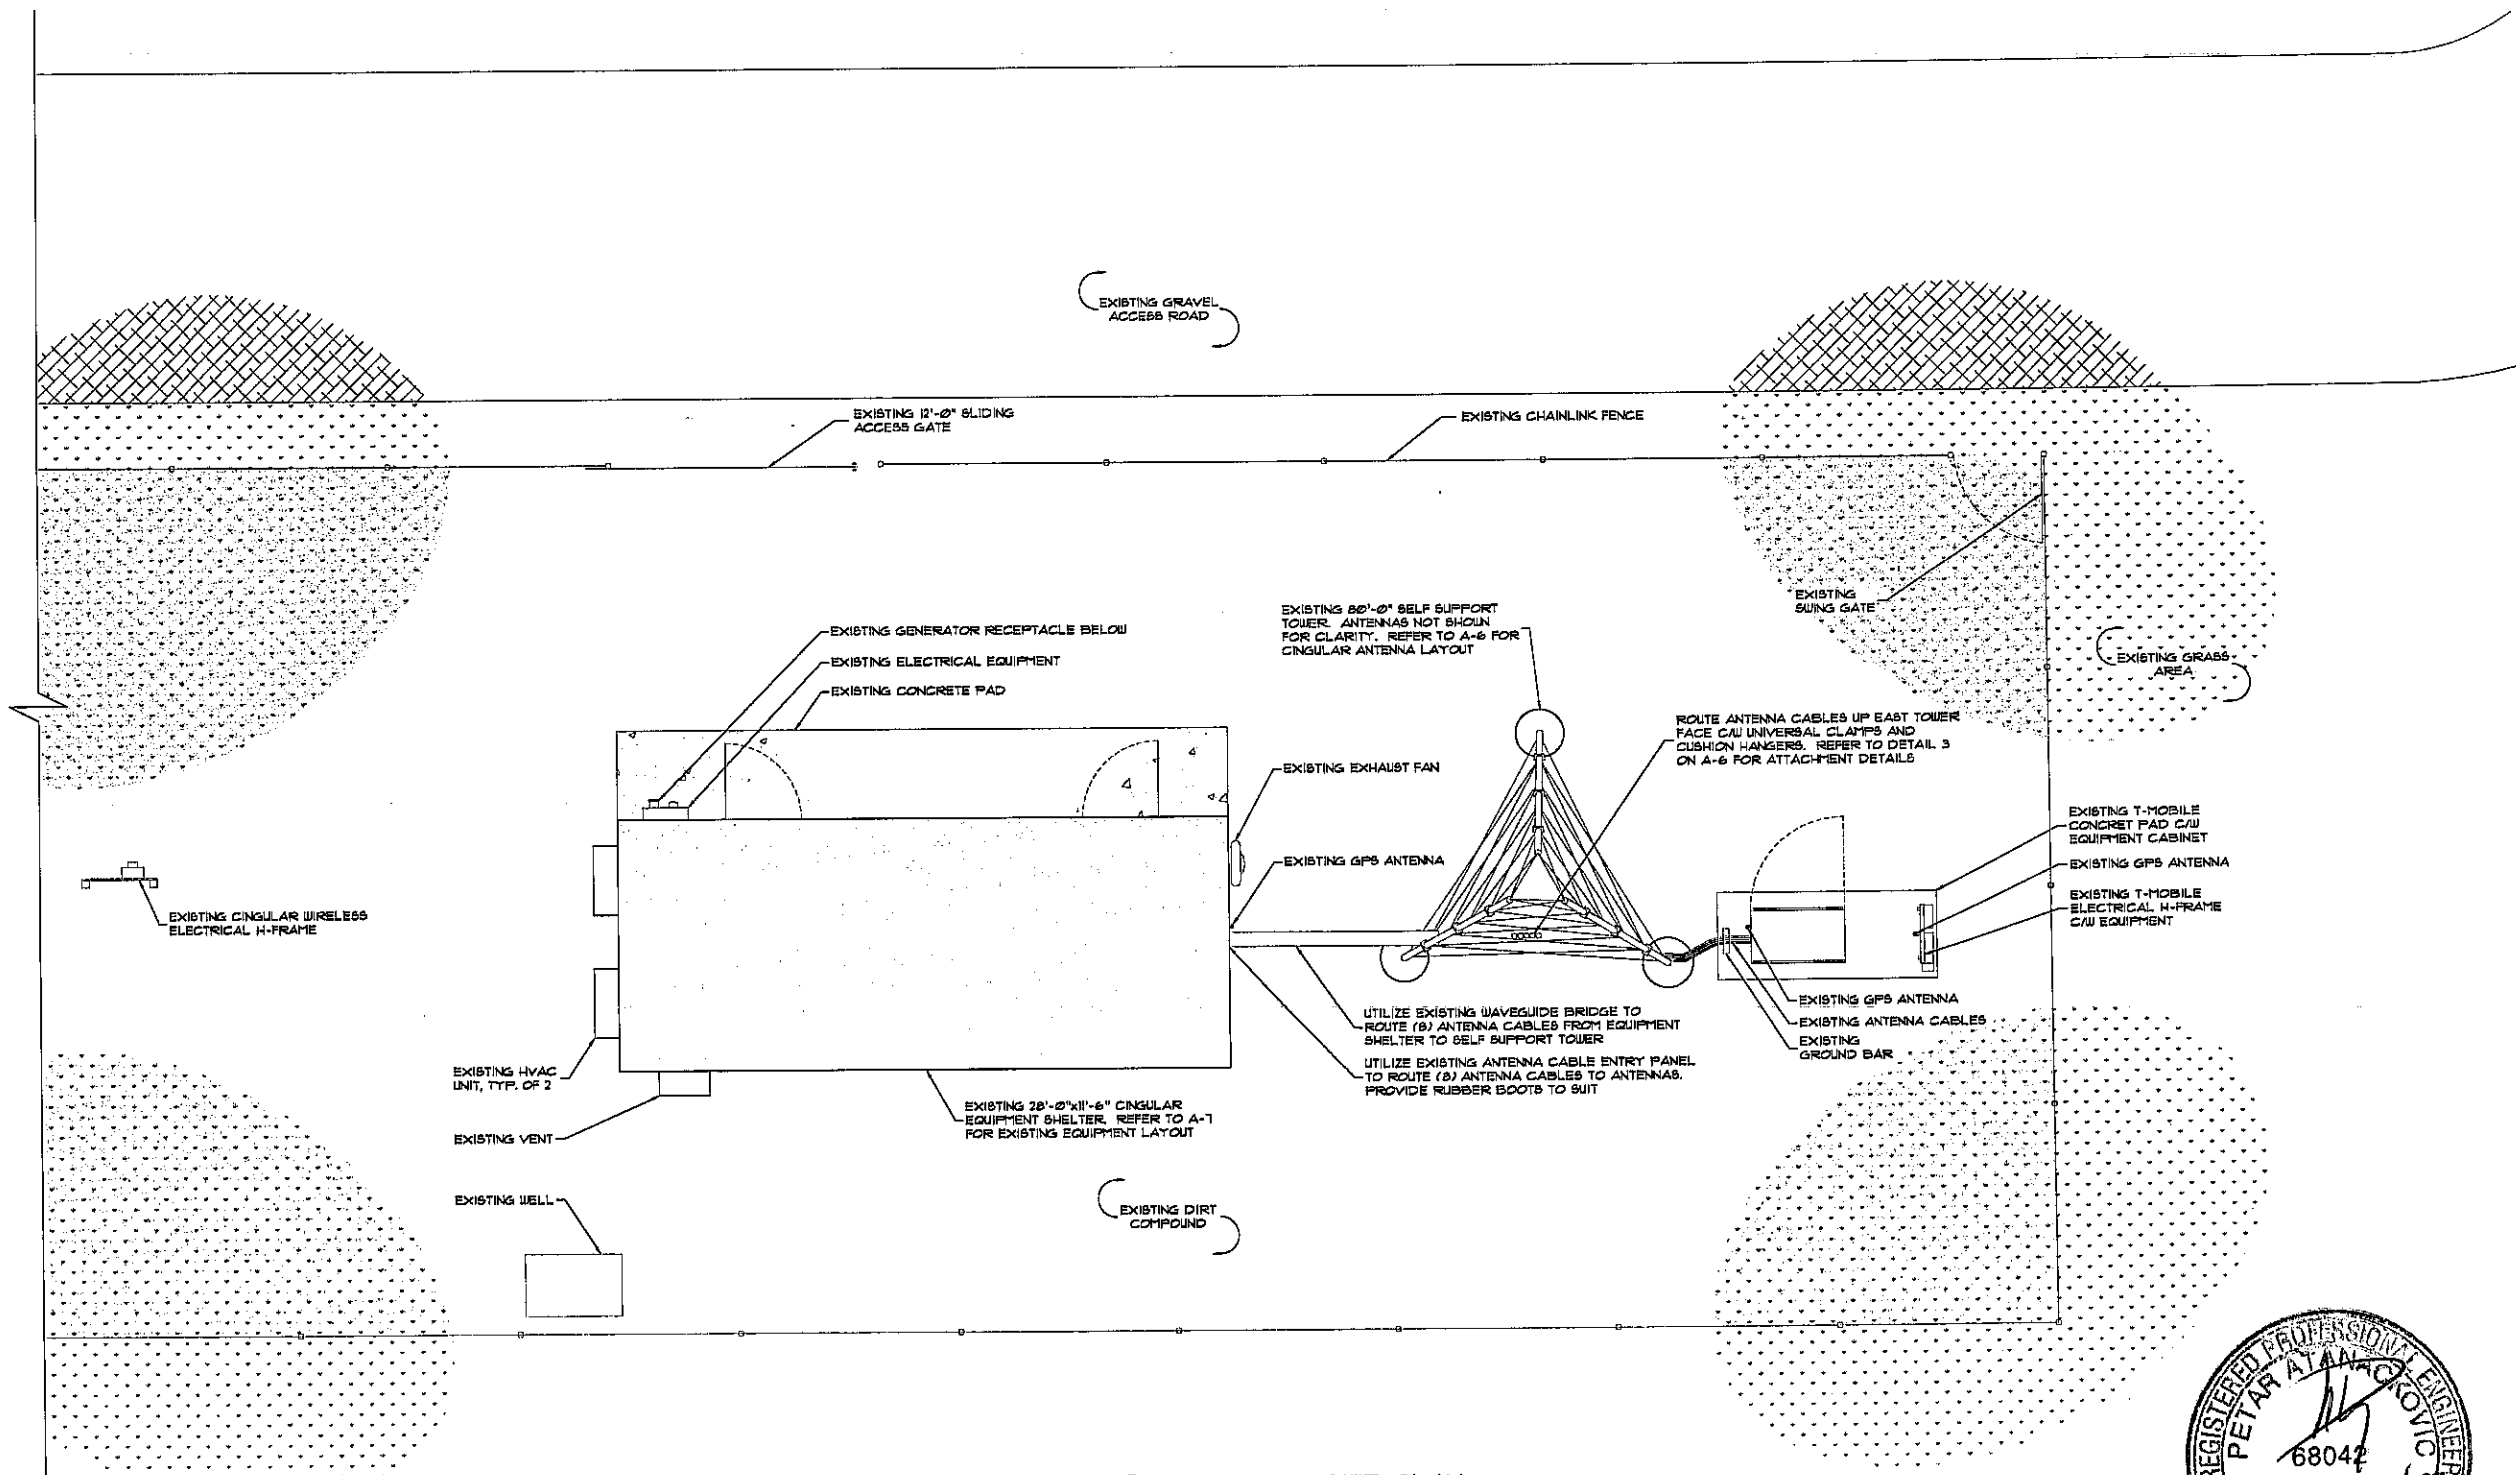 EXISTING GRAVEL
ACCESS ROAD
EXISTING 12'-0" SLIDING
ACCESS GATE
EXISTING CHAINLINK FENCE
EXISTING
SWING GATE
EXISTING GRASS
AREA
EXISTING GENERATOR RECEPTACLE BELOW
EXISTING ELECTRICAL EQUIPMENT
EXISTING CONCRETE PAD
EXISTING 80'-0" SELF SUPPORT
TOWER. ANTENNAS NOT SHOWN
FOR CLARITY. REFER TO A-6 FOR
CINGULAR ANTENNA LAYOUT
ROUTE ANTENNA CABLES UP EAST TOWER
FACE C/W UNIVERSAL CLAMPS AND
CUSHION HANGERS. REFER TO DETAIL 3
ON A-6 FOR ATTACHMENT DETAILS
EXISTING EXHAUST FAN
EXISTING GPS ANTENNA
EXISTING T-MOBILE
CONCRET PAD C/W
EQUIPMENT CABINET
EXISTING GPS ANTENNA
EXISTING T-MOBILE
ELECTRICAL H-FRAME
C/W EQUIPMENT
EXISTING CINGULAR WIRELESS
ELECTRICAL H-FRAME
EXISTING GPS ANTENNA
EXISTING ANTENNA CABLES
EXISTING
GROUND BAR
UTILIZE EXISTING WAVEGUIDE BRIDGE TO
ROUTE (8) ANTENNA CABLES FROM EQUIPMENT
SHELTER TO SELF SUPPORT TOWER
UTILIZE EXISTING ANTENNA CABLE ENTRY PANEL
TO ROUTE (8) ANTENNA CABLES TO ANTENNAS.
PROVIDE RUBBER BOOTS TO SUIT
EXISTING HVAC
UNIT, TYP. OF 2
EXISTING VENT
EXISTING 28'-0"x11'-6" CINGULAR
EQUIPMENT SHELTER. REFER TO A-7
FOR EXISTING EQUIPMENT LAYOUT
EXISTING WELL
EXISTING DIRT
COMPOUND
REGISTERED PROFESSIONAL ENGINEER
PETAR ATANACKOVIC
68042